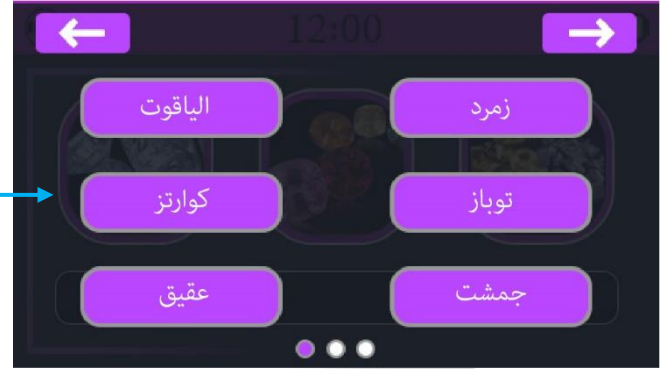 12:00
زمرد
الياقوت
توباز
كوارتز
جمشت
عقيق